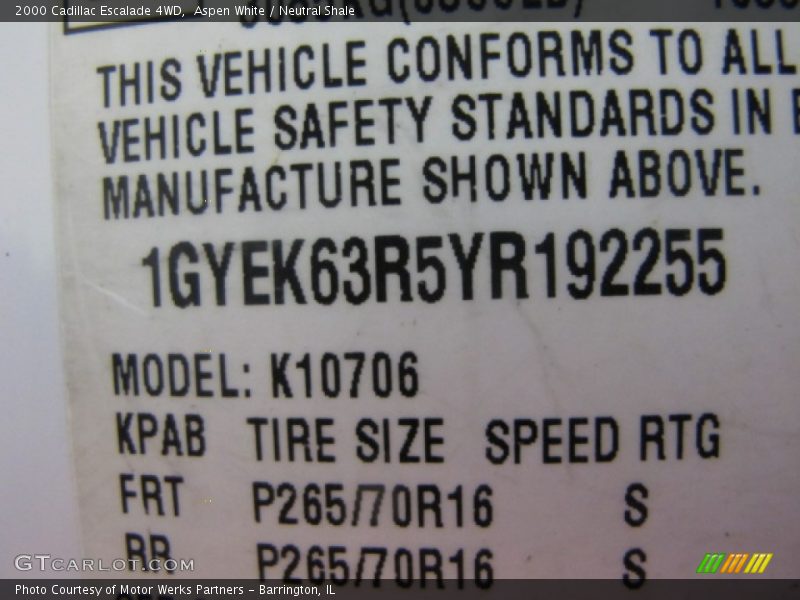 2000 Cadillac Escalade 4WD,  Aspen White / Neutral Shale
THIS VEHICLE CONFORMS TO ALL
VEHICLE SAFETY STANDARDS IN
MANUFACTURE SHOWN ABOVE.
1GYEK63R5YR192255
MODEL: K10706
KPAB TIRE SIZE SPEED RTG
FRT P265/70R16 S
RR P265/70R16 S
GTCARLOT.COM
Photo Courtesy of Motor Werks Partners - Barrington, IL